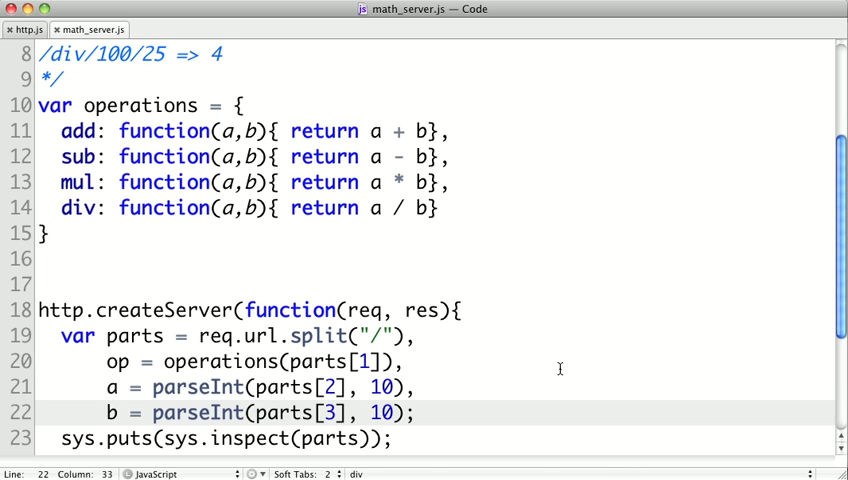 math_server.js — Code
http.js
math_server.js
8 /div/100/25 => 4
9 */
10 var operations = {
11   add: function(a,b){ return a + b},
12   sub: function(a,b){ return a - b},
13   mul: function(a,b){ return a * b},
14   div: function(a,b){ return a / b}
15 }
16
17
18 http.createServer(function(req, res){
19   var parts = req.url.split("/"),
20       op = operations(parts[1]),
21       a = parseInt(parts[2], 10),
22       b = parseInt(parts[3], 10);
23   sys.puts(sys.inspect(parts));
Line: 22 Column: 33 JavaScript Soft Tabs: 2 div